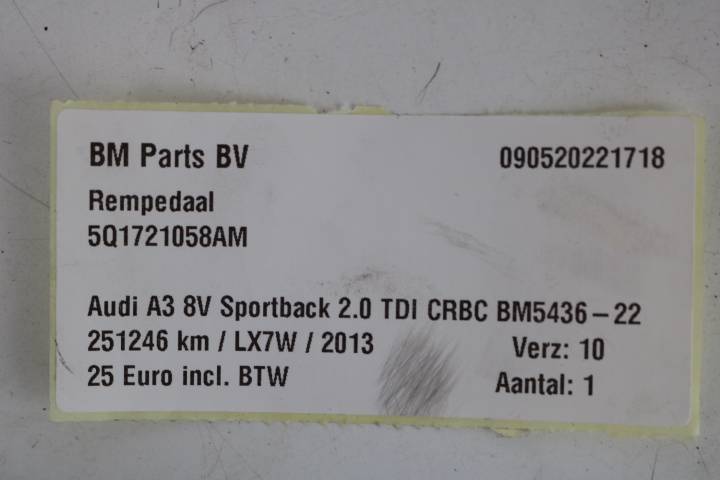 BM Parts BV 090520221718
Rempedaal
5Q1721058AM
Audi A3 8V Sportback 2.0 TDI CRBC BM5436-22
251246 km / LX7W / 2013 Verz: 10
25 Euro incl. BTW Aantal: 1